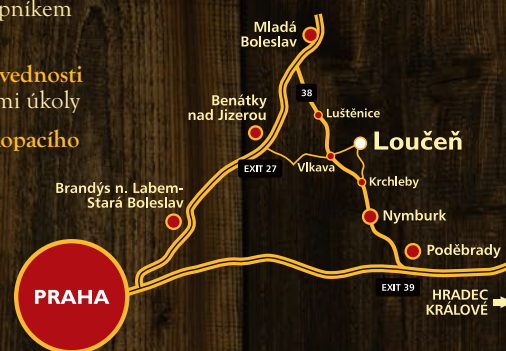 pníkem
vednosti
mi úkoly
opacího
Mladá
Boleslav
38
Benátky
nad Jizerou
Luštěnice
Loučeň
EXIT 27
Vlkava
Krchleby
Brandýs n. Labem-
Stará Boleslav
Nymburk
Poděbrady
PRAHA
EXIT 39
HRADEC
KRÁLOVÉ